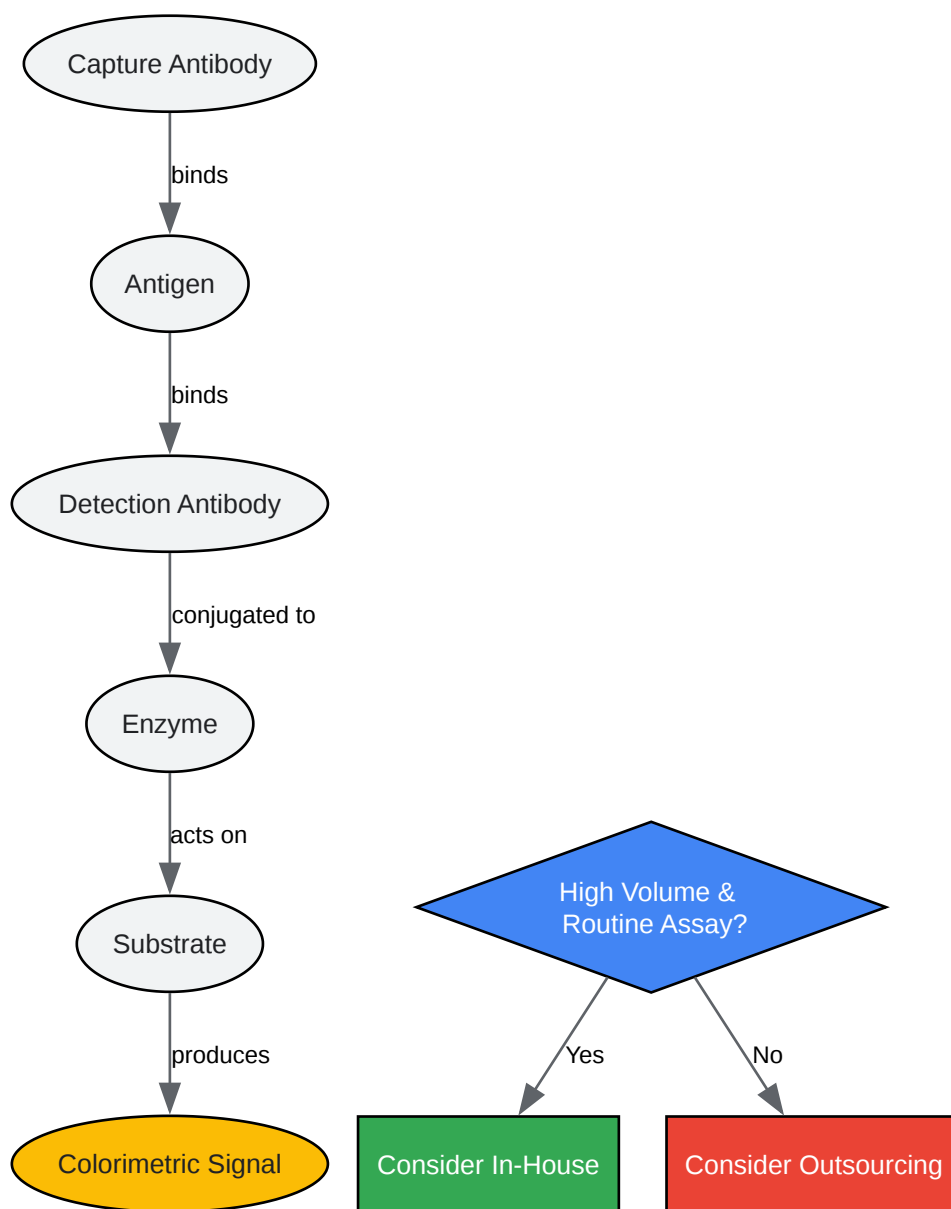 Capture Antibody
binds
Antigen
binds
Detection Antibody
conjugated to
Enzyme
acts on
Substrate
produces
Colorimetric Signal
High Volume &
Routine Assay?
Yes
No
Consider In-House
Consider Outsourcing